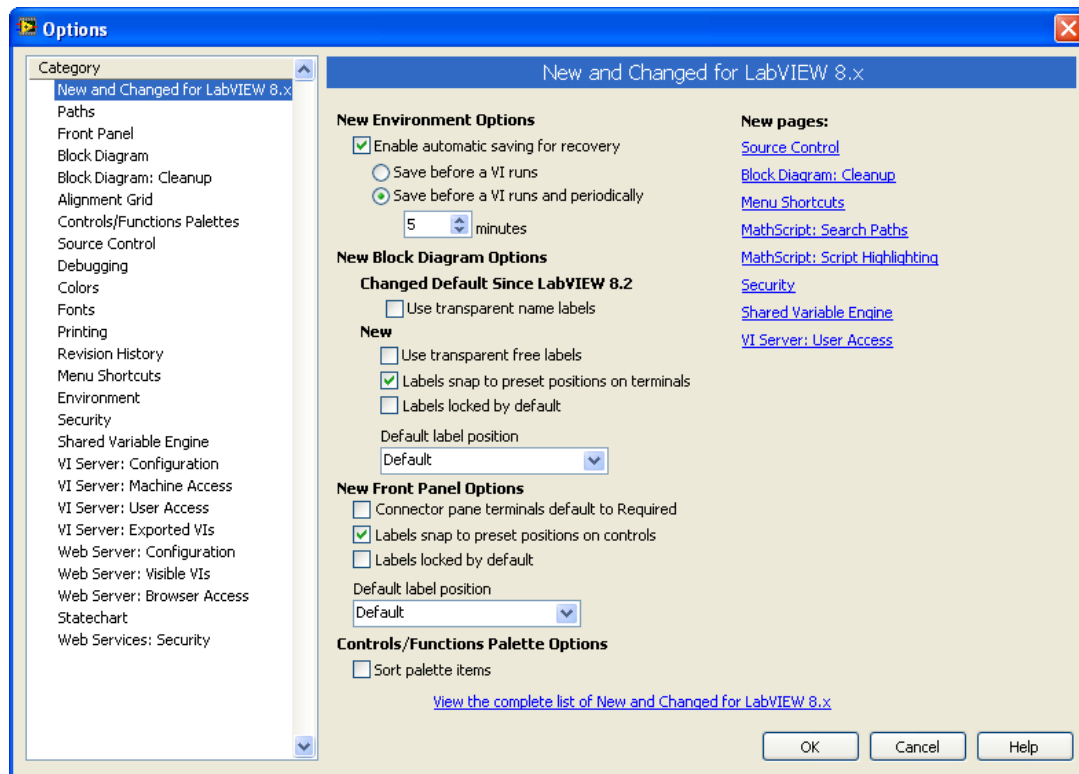 Options
Category
New and Changed for LabVIEW 8.x
Paths
Front Panel
Block Diagram
Block Diagram: Cleanup
Alignment Grid
Controls/Functions Palettes
Source Control
Debugging
Colors
Fonts
Printing
Revision History
Menu Shortcuts
Environment
Security
Shared Variable Engine
VI Server: Configuration
VI Server: Machine Access
VI Server: User Access
VI Server: Exported VIs
Web Server: Configuration
Web Server: Visible VIs
Web Server: Browser Access
Statechart
Web Services: Security
New and Changed for LabVIEW 8.x
New Environment Options
Enable automatic saving for recovery
Save before a VI runs
Save before a VI runs and periodically
5 minutes
New Block Diagram Options
Changed Default Since LabVIEW 8.2
Use transparent name labels
New
Use transparent free labels
Labels snap to preset positions on terminals
Labels locked by default
Default label position
Default
New Front Panel Options
Connector pane terminals default to Required
Labels snap to preset positions on controls
Labels locked by default
Default label position
Default
Controls/Functions Palette Options
Sort palette items
New pages:
Source Control
Block Diagram: Cleanup
Menu Shortcuts
MathScript: Search Paths
MathScript: Script Highlighting
Security
Shared Variable Engine
VI Server: User Access
View the complete list of New and Changed for LabVIEW 8.x
OK Cancel Help